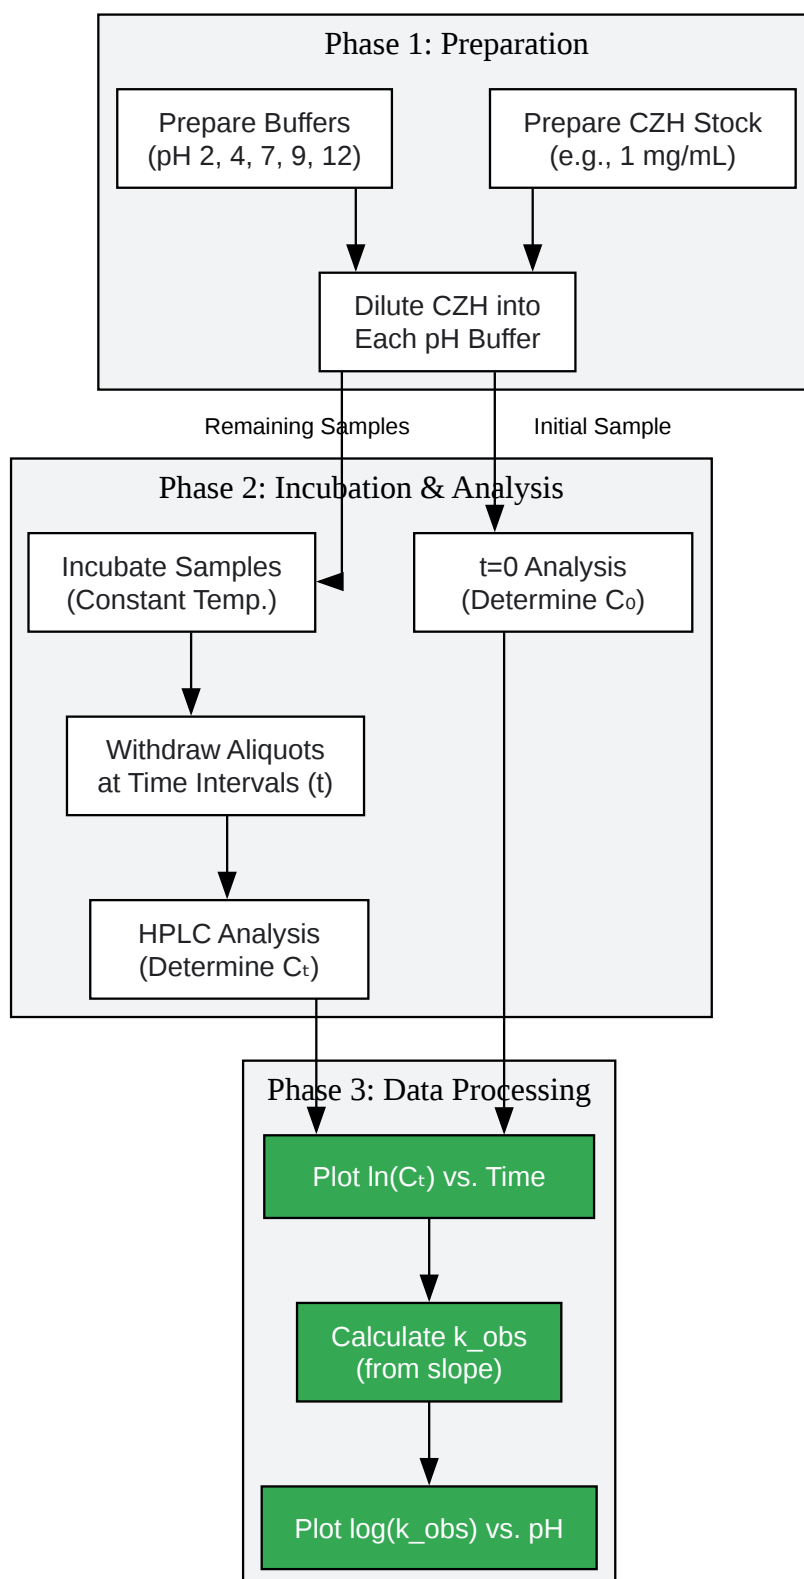 Phase 1: Preparation
Prepare Buffers
(pH 2, 4, 7, 9, 12)
Prepare CZH Stock
(e.g., 1 mg/mL)
Dilute CZH into
Each pH Buffer
Remaining Samples
Initial Sample
Phase 2: Incubation & Analysis
Incubate Samples
(Constant Temp.)
t=0 Analysis
(Determine C₀)
Withdraw Aliquots
at Time Intervals (t)
HPLC Analysis
(Determine Cₜ)
Phase 3: Data Processing
Plot ln(Cₜ) vs. Time
Calculate k_obs
(from slope)
Plot log(k_obs) vs. pH